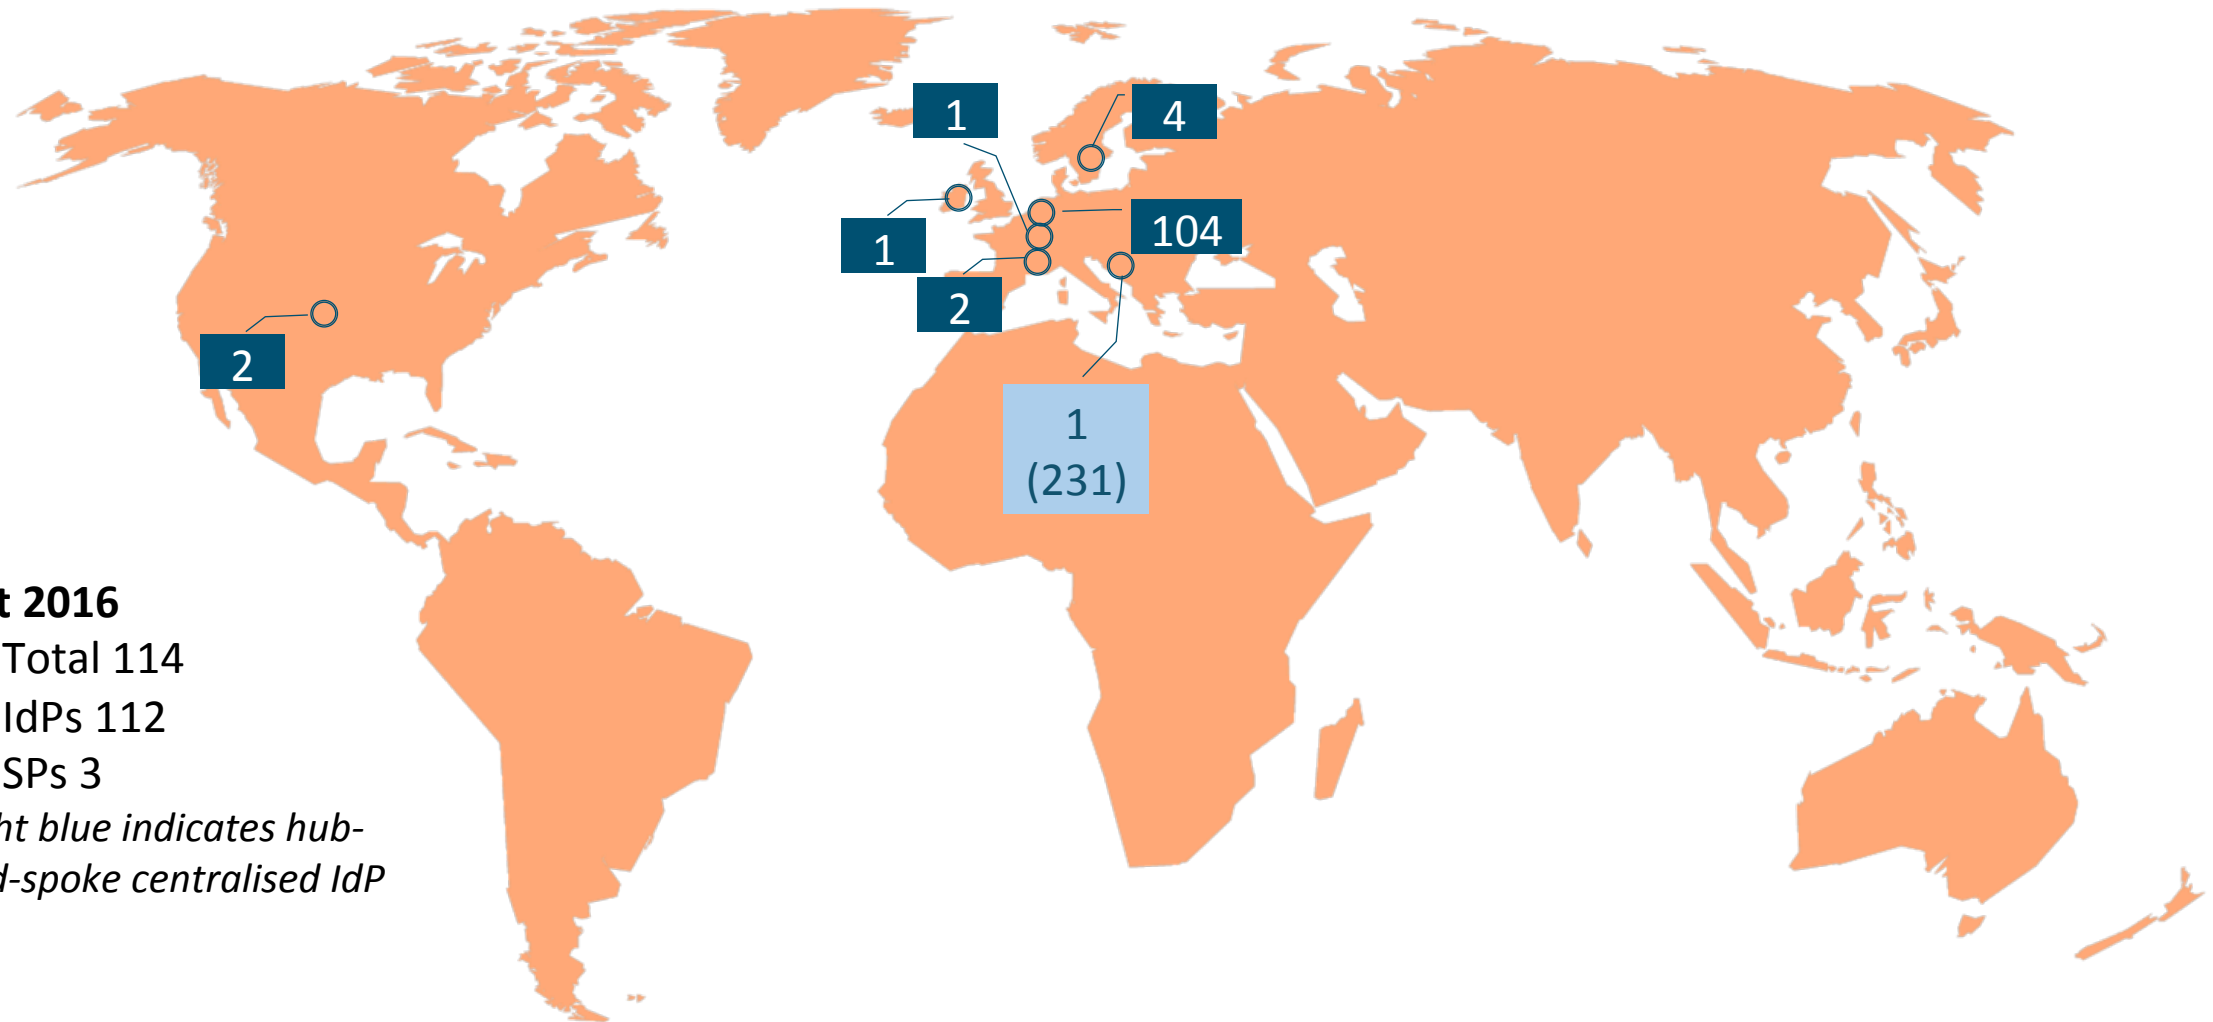 1
4
1
104
2
2
1
(231)
t 2016
Total 114
IdPs 112
SPs 3
ht blue indicates hub-
d-spoke centralised IdP